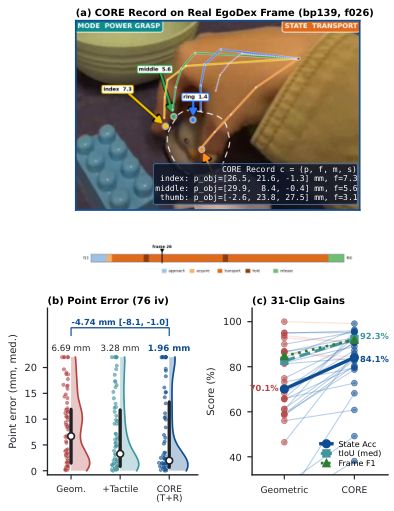 (a) CORE Record on Real EgoDex Frame (bp139, f026)
MODE POWER GRASP
STATE TRANSPORT
middle 5.6
index 7.3
ring 1.4
CORE Record c = (p, f, m, s)
index: p_obj=[26.5, 21.6, -1.3] mm, f=7.3
middle: p_obj=[29.9, 8.4, -0.4] mm, f=5.6
thumb: p_obj=[-2.6, 23.8, 27.5] mm, f=3.1
frame 26
approach acquire transport hold release
(b) Point Error (76 iv)
-4.74 mm [-8.1, -1.0]
6.69 mm 3.28 mm 1.96 mm
Point error (mm, med.)
20
15
10
5
0
Geom. +Tactile CORE
(T+R)
(c) 31-Clip Gains
Score (%)
100
80
60
40
92.3%
84.1%
70.1%
State Acc
tIoU (med)
Frame F1
Geometric CORE